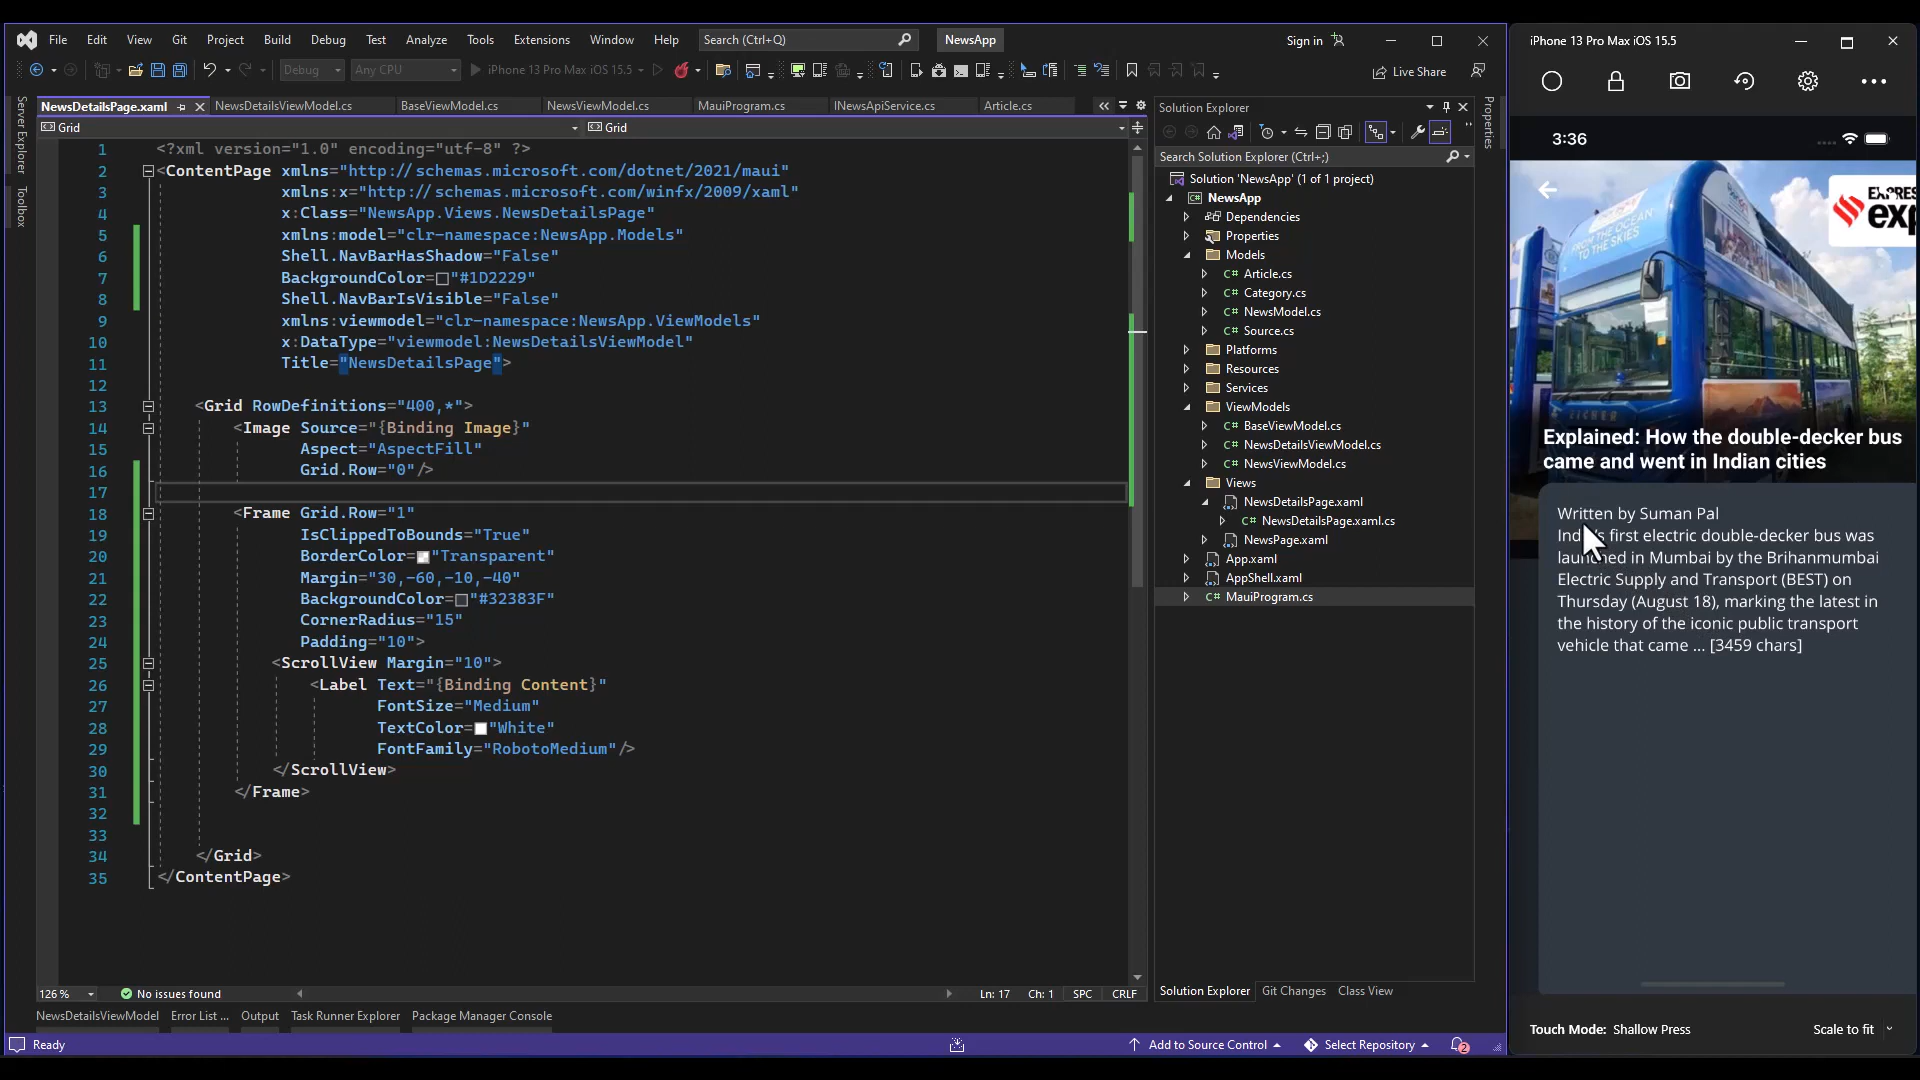 File Edit View Git Project Build Debug Test Analyze Tools Extensions Window Help Search (Ctrl+Q) NewsApp Sign in
Debug Any CPU iPhone 13 Pro Max iOS 15.5 Live Share
Server Explorer
Toolbox
NewsDetailsPage.xaml NewsDetailsViewModel.cs BaseViewModel.cs NewsViewModel.cs MauiProgram.cs INewsApiService.cs Article.cs
Grid Grid
1 <?xml version="1.0" encoding="utf-8" ?>
2 <ContentPage xmlns="http://schemas.microsoft.com/dotnet/2021/maui"
3 xmlns:x="http://schemas.microsoft.com/winfx/2009/xaml"
4 x:Class="NewsApp.Views.NewsDetailsPage"
5 xmlns:model="clr-namespace:NewsApp.Models"
6 Shell.NavBarHasShadow="False"
7 BackgroundColor="#1D2229"
8 Shell.NavBarIsVisible="False"
9 xmlns:viewmodel="clr-namespace:NewsApp.ViewModels"
10 x:DataType="viewmodel:NewsDetailsViewModel"
11 Title="NewsDetailsPage">
12
13 <Grid RowDefinitions="400,*">
14 <Image Source="{Binding Image}"
15 Aspect="AspectFill"
16 Grid.Row="0"/>
17
18 <Frame Grid.Row="1"
19 IsClippedToBounds="True"
20 BorderColor="Transparent"
21 Margin="30,-60,-10,-40"
22 BackgroundColor="#32383F"
23 CornerRadius="15"
24 Padding="10">
25 <ScrollView Margin="10">
26 <Label Text="{Binding Content}"
27 FontSize="Medium"
28 TextColor="White"
29 FontFamily="RobotoMedium"/>
30 </ScrollView>
31 </Frame>
32
33
34 </Grid>
35 </ContentPage>
126 % No issues found Ln: 17 Ch: 1 SPC CRLF
NewsDetailsViewModel Error List ... Output Task Runner Explorer Package Manager Console
Ready Add to Source Control Select Repository 2
Solution Explorer
Search Solution Explorer (Ctrl+;)
Solution 'NewsApp' (1 of 1 project)
NewsApp
Dependencies
Properties
Models
C# Article.cs
C# Category.cs
C# NewsModel.cs
C# Source.cs
Platforms
Resources
Services
ViewModels
C# BaseViewModel.cs
C# NewsDetailsViewModel.cs
C# NewsViewModel.cs
Views
NewsDetailsPage.xaml
C# NewsDetailsPage.xaml.cs
NewsPage.xaml
App.xaml
AppShell.xaml
C# MauiProgram.cs
Solution Explorer Git Changes Class View
Properties
iPhone 13 Pro Max iOS 15.5
3:36
FROM THE OCEAN
TO THE SKIES
EICHER
Explained: How the double-decker bus
came and went in Indian cities
Written by Suman Pal
first electric double-decker bus was
in Mumbai by the Brihanmumbai
Electric Supply and Transport (BEST) on
Thursday (August 18), marking the latest in
the history of the iconic public transport
vehicle that came ... [3459 chars]
Touch Mode: Shallow Press Scale to fit